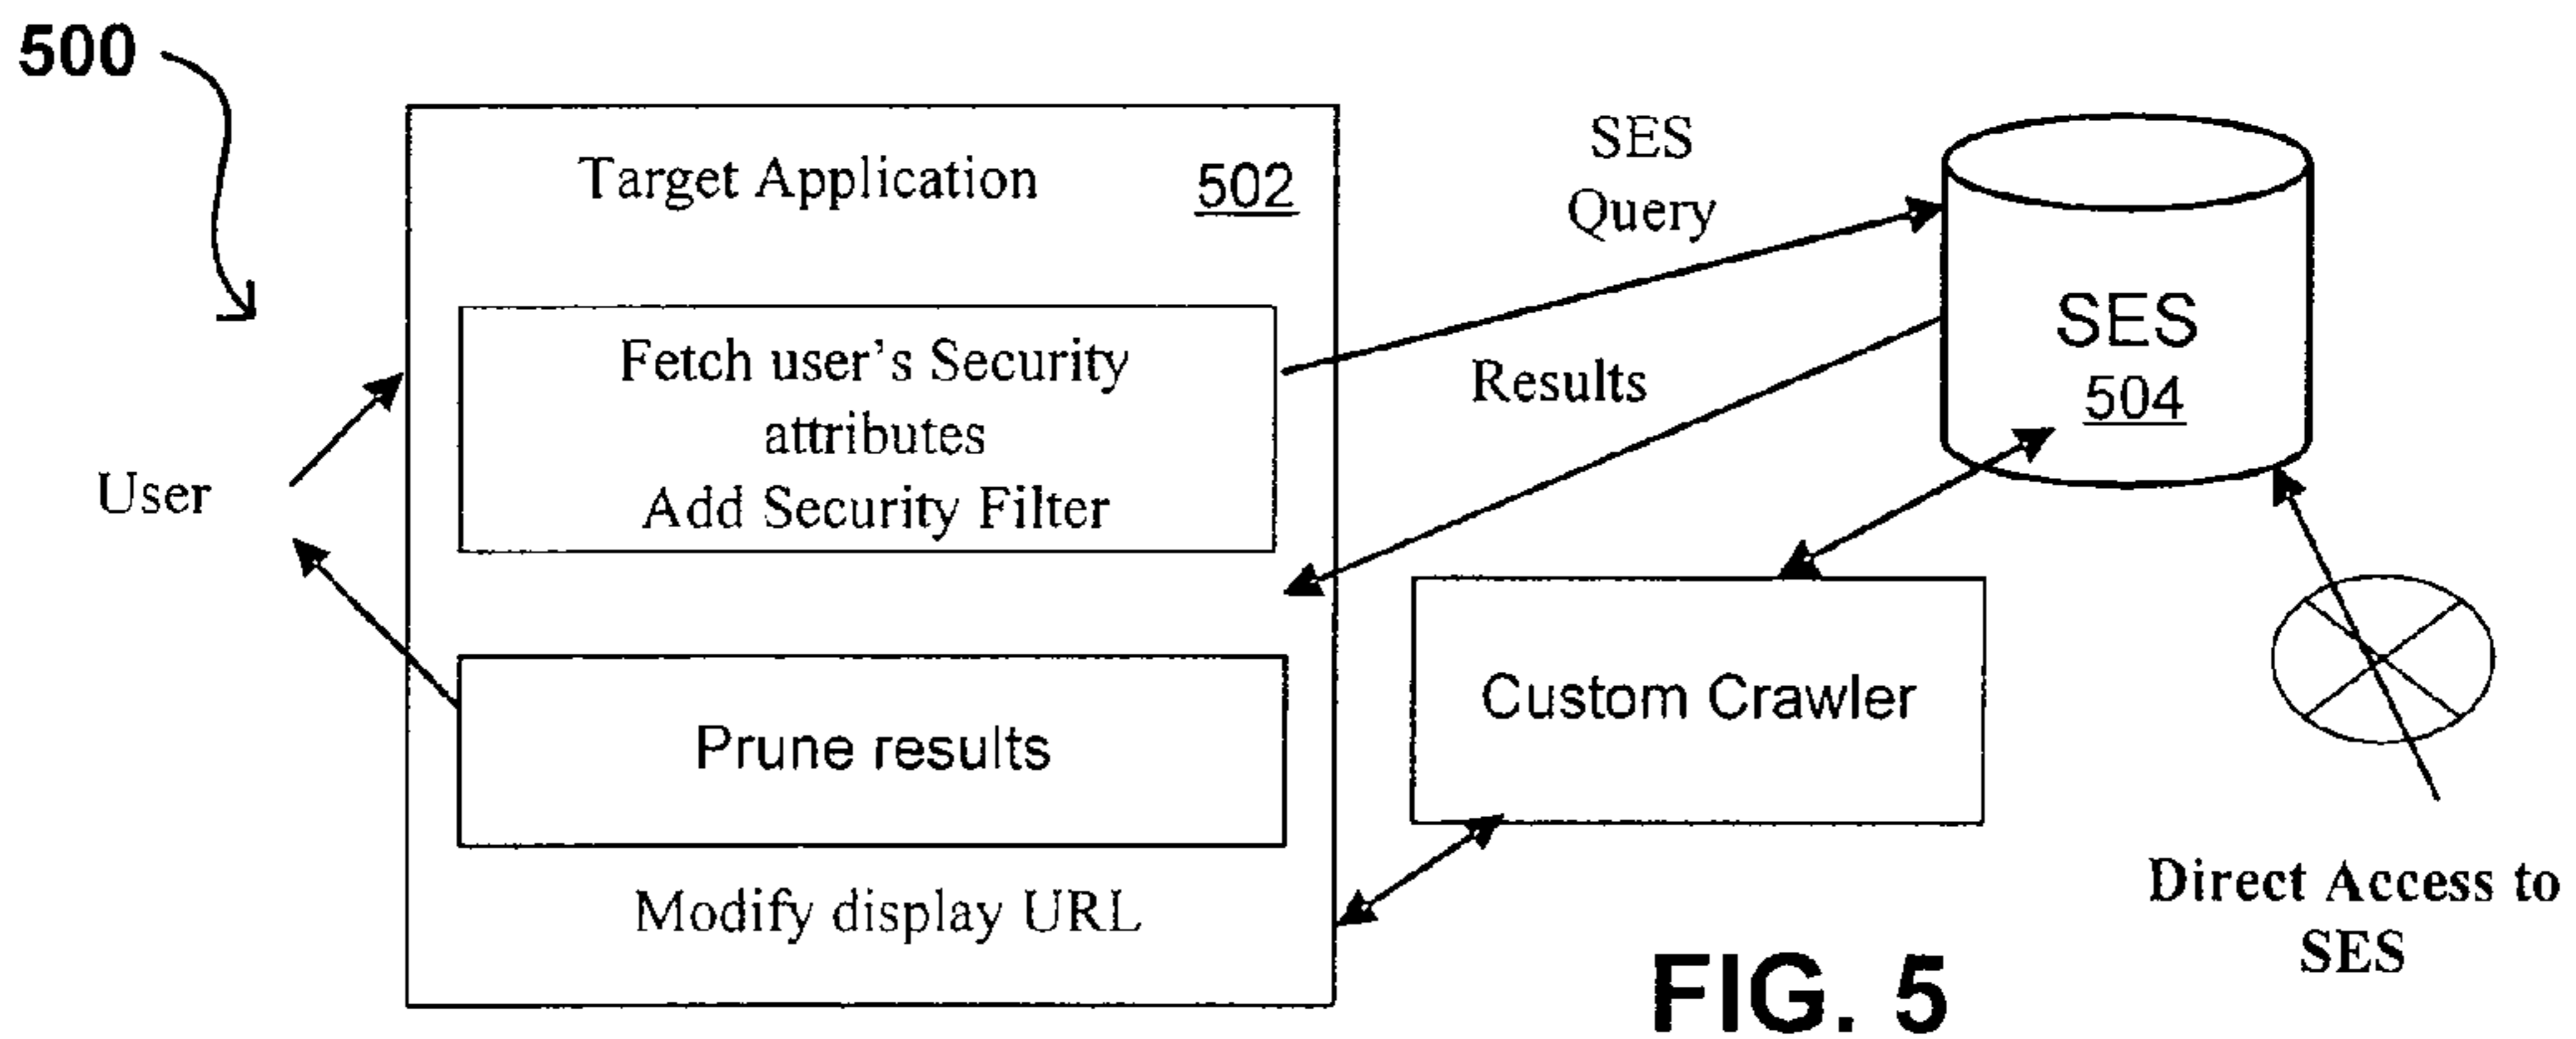 500
Target Application 502
Fetch user's Security
attributes
Add Security Filter
User
Prune results
Modify display URL
SES
Query
Results
SES
504
Custom Crawler
Direct Access to
SES
FIG. 5